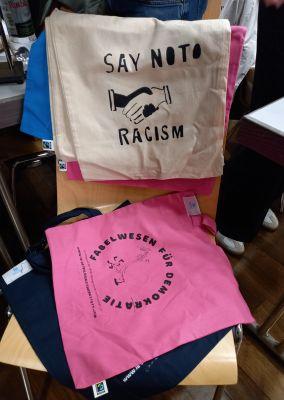 SAY NO TO
RACISM
FABELWESEN FÜR DEMOKRATIE